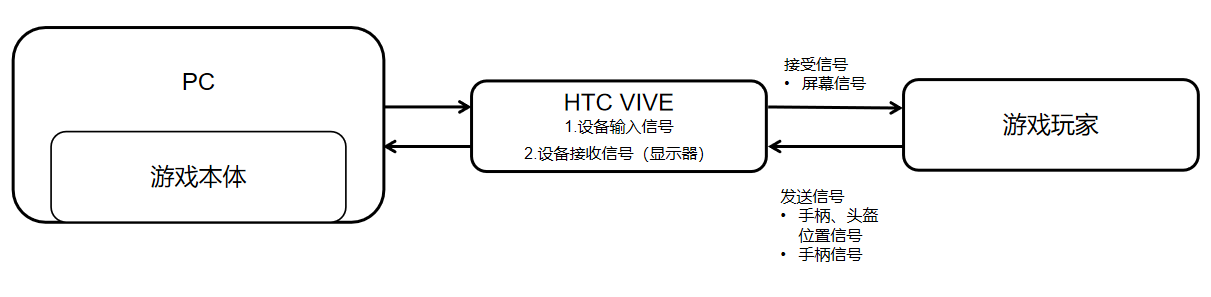 PC
游戏本体
HTC VIVE
1.设备输入信号
2.设备接收信号（显示器）
接受信号
• 屏幕信号
发送信号
• 手柄、头盔
位置信号
• 手柄信号
游戏玩家